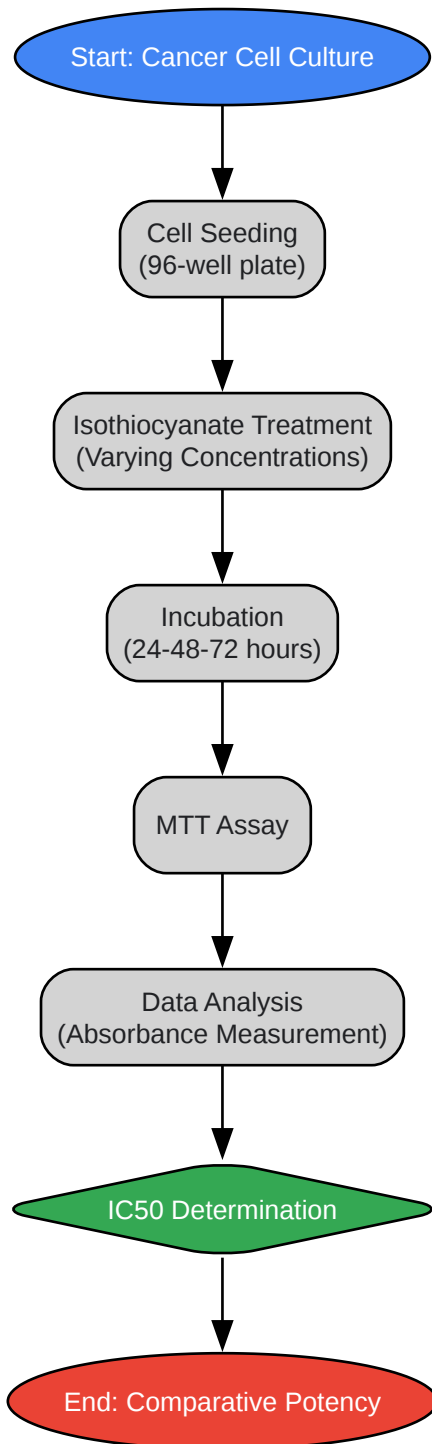 Start: Cancer Cell Culture
Cell Seeding
(96-well plate)
Isothiocyanate Treatment
(Varying Concentrations)
Incubation
(24-48-72 hours)
MTT Assay
Data Analysis
(Absorbance Measurement)
IC50 Determination
End: Comparative Potency